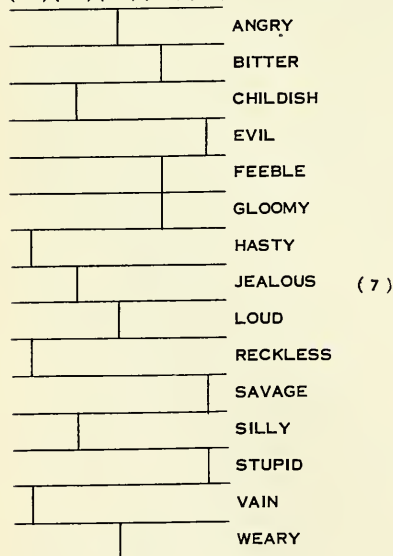 ANGRY
BITTER
CHILDISH
EVIL
FEEBLE
GLOOMY
HASTY
JEALOUS (7)
LOUD
RECKLESS
SAVAGE
SILLY
STUPID
VAIN
WEARY